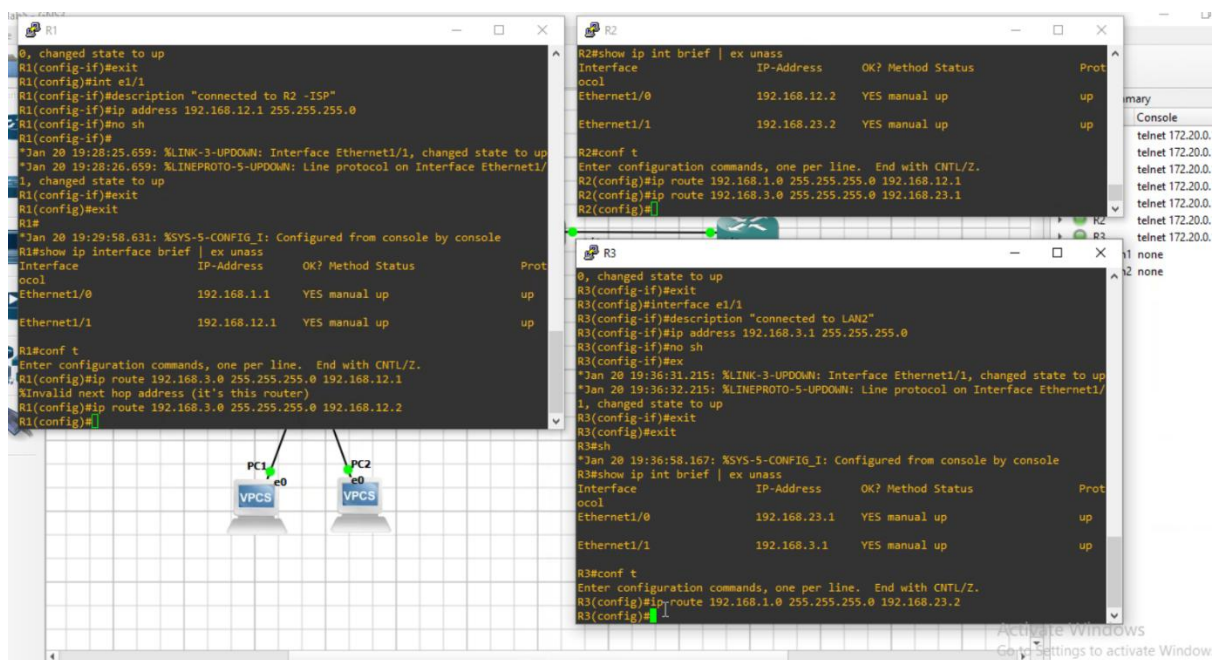 R1
0, changed state to up
R1(config-if)#exit
R1(config)#int e1/1
R1(config-if)#description "connected to R2 -ISP"
R1(config-if)#ip address 192.168.12.1 255.255.255.0
R1(config-if)#no sh
R1(config-if)#
*Jan 20 19:28:25.659: %LINK-3-UPDOWN: Interface Ethernet1/1, changed state to up
*Jan 20 19:28:26.659: %LINEPROTO-5-UPDOWN: Line protocol on Interface Ethernet1/
1, changed state to up
R1(config-if)#exit
R1(config)#exit
R1#
*Jan 20 19:29:58.631: %SYS-5-CONFIG_I: Configured from console by console
R1#show ip interface brief | ex unass
Interface IP-Address OK? Method Status Prot
ocol
Ethernet1/0 192.168.1.1 YES manual up up
Ethernet1/1 192.168.12.1 YES manual up up
R1#conf t
Enter configuration commands, one per line. End with CNTL/Z.
R1(config)#ip route 192.168.3.0 255.255.255.0 192.168.12.1
%Invalid next hop address (it's this router)
R1(config)#ip route 192.168.3.0 255.255.255.0 192.168.12.2
R1(config)#
R2
R2#show ip int brief | ex unass
Interface IP-Address OK? Method Status Prot
ocol
Ethernet1/0 192.168.12.2 YES manual up up
Ethernet1/1 192.168.23.2 YES manual up up
R2#conf t
Enter configuration commands, one per line. End with CNTL/Z.
R2(config)#ip route 192.168.1.0 255.255.255.0 192.168.12.1
R2(config)#ip route 192.168.3.0 255.255.255.0 192.168.23.1
R2(config)#
R3
0, changed state to up
R3(config-if)#exit
R3(config)#interface e1/1
R3(config-if)#description "connected to LAN2"
R3(config-if)#ip address 192.168.3.1 255.255.255.0
R3(config-if)#no sh
R3(config-if)#ex
*Jan 20 19:36:31.215: %LINK-3-UPDOWN: Interface Ethernet1/1, changed state to up
*Jan 20 19:36:32.215: %LINEPROTO-5-UPDOWN: Line protocol on Interface Ethernet1/
1, changed state to up
R3(config-if)#exit
R3(config)#exit
R3#sh
*Jan 20 19:36:58.167: %SYS-5-CONFIG_I: Configured from console by console
R3#show ip int brief | ex unass
Interface IP-Address OK? Method Status Prot
ocol
Ethernet1/0 192.168.23.1 YES manual up up
Ethernet1/1 192.168.3.1 YES manual up up
R3#conf t
Enter configuration commands, one per line. End with CNTL/Z.
R3(config)#ip route 192.168.1.0 255.255.255.0 192.168.23.2
R3(config)#
mary
Console
telnet 172.20.0.
telnet 172.20.0.
telnet 172.20.0.
telnet 172.20.0.
telnet 172.20.0.
R2 telnet 172.20.0.
R3 telnet 172.20.0.
1 none
2 none
PC1 PC2
e0 e0
VPCS VPCS
Activate Windows
Go to Settings to activate Window